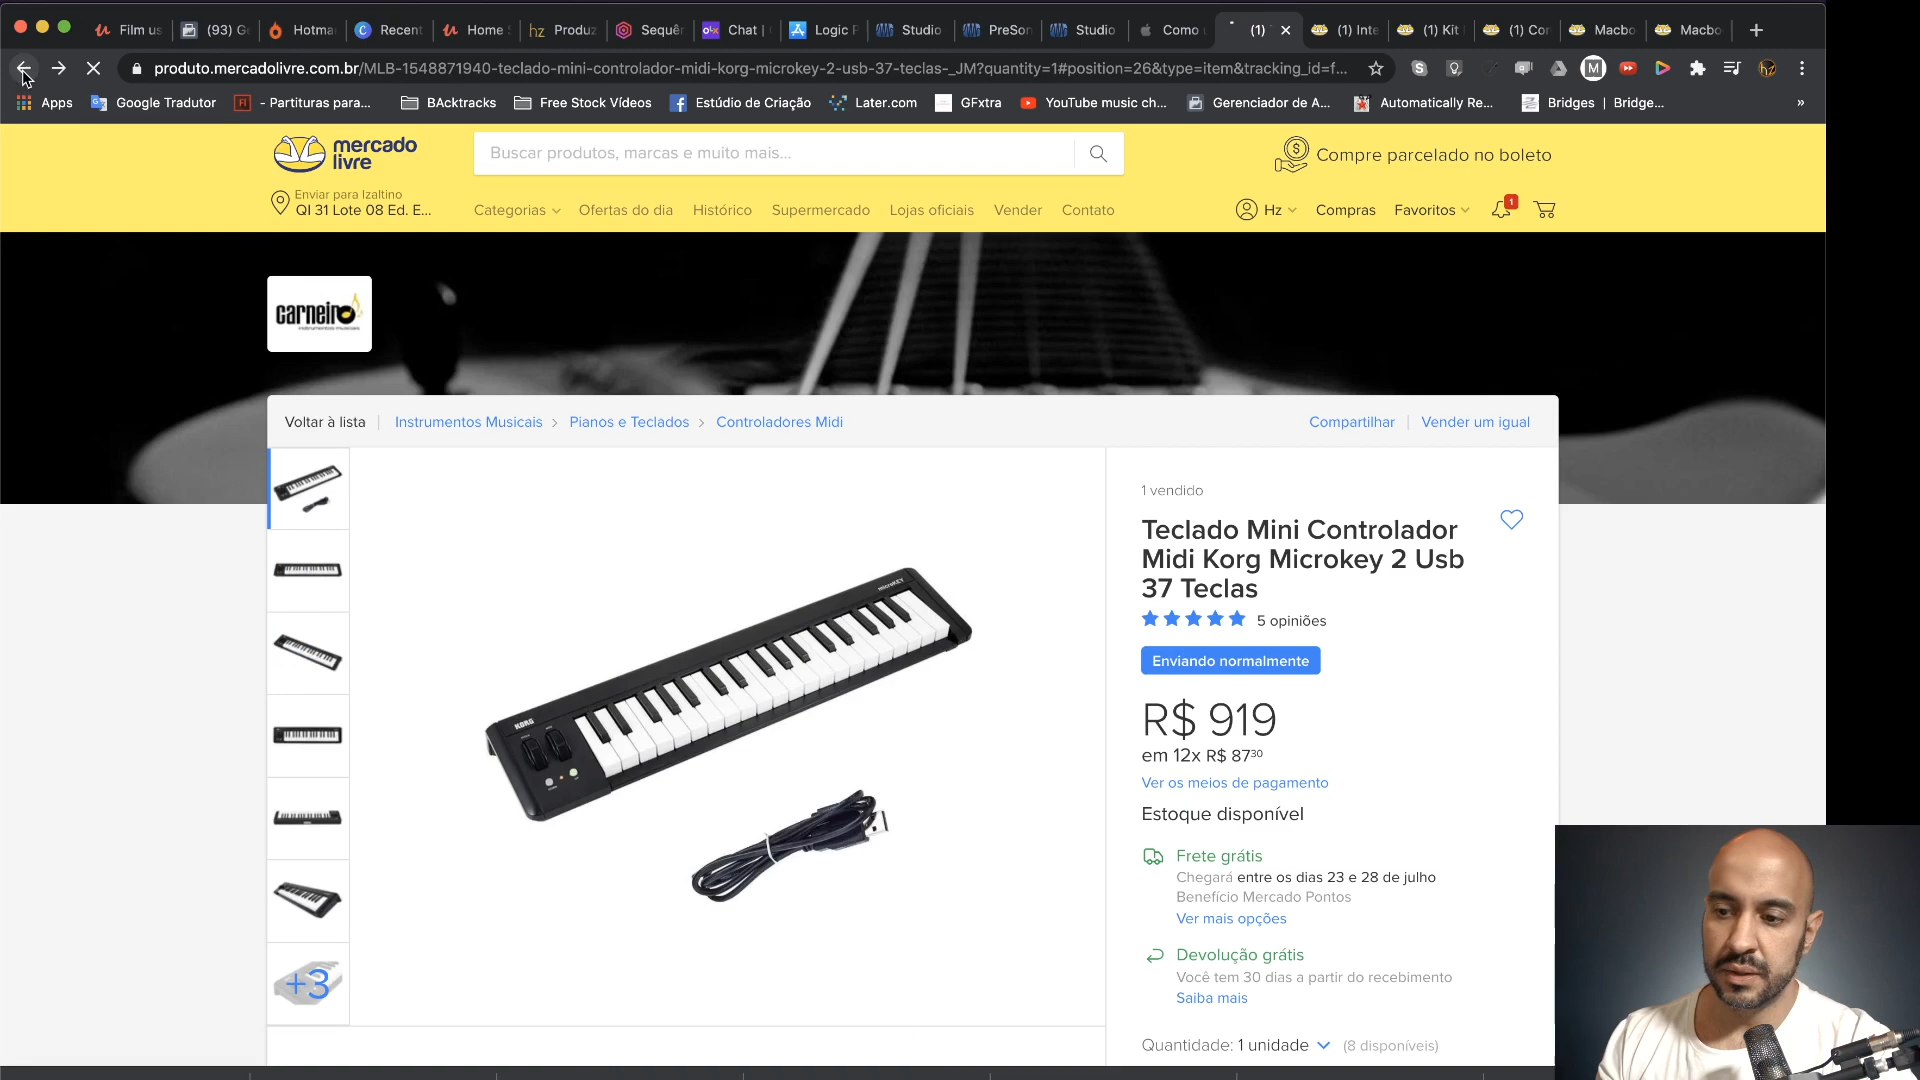 Film us
(93) G
Hotma
Recent
Home
Produz
Sequên
Chat |
Logic P
Studio
PreSon
Studio
Como
(1)
(1) Inte
(1) Kit
(1) Cor
Macbo
Macbo
produto.mercadolivre.com.br/MLB-1548871940-teclado-mini-controlador-midi-korg-microkey-2-usb-37-teclas-_JM?quantity=1#position=26&type=item&tracking_id=f...
Apps
Google Tradutor
- Partituras para...
BAcktracks
Free Stock Vídeos
Estúdio de Criação
Later.com
GFxtra
YouTube music ch...
Gerenciador de A...
Automatically Re...
Bridges | Bridge...
»
mercado
livre
Buscar produtos, marcas e muito mais...
Compre parcelado no boleto
Enviar para Izaltino
QI 31 Lote 08 Ed. E...
Categorias
Ofertas do dia
Histórico
Supermercado
Lojas oficiais
Vender
Contato
Hz
Compras
Favoritos
1
carneiro
instrumentos musicais
Voltar à lista
Instrumentos Musicais
Pianos e Teclados
Controladores Midi
Compartilhar
Vender um igual
1 vendido
Teclado Mini Controlador
Midi Korg Microkey 2 Usb
37 Teclas
5 opiniões
Enviando normalmente
R$ 919
em 12x R$ 87³⁰
Ver os meios de pagamento
Estoque disponível
Frete grátis
Chegará entre os dias 23 e 28 de julho
Benefício Mercado Pontos
Ver mais opções
Devolução grátis
Você tem 30 dias a partir do recebimento
Saiba mais
Quantidade: 1 unidade (8 disponíveis)
KORG
microKEY
+3